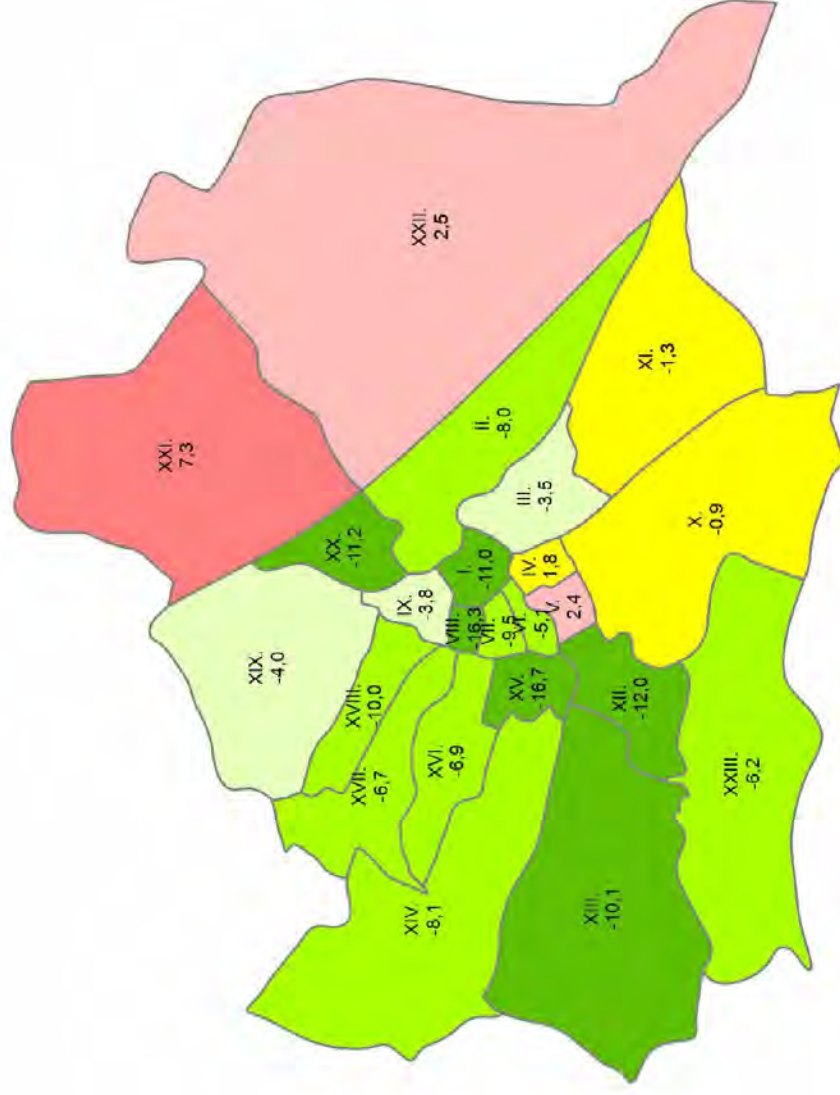 XXI.
7,3
XIX.
-4,0
XX.
-11,2
XVIII.
-10,0
XVII.
-6,7
IX.
-3,8
XIV.
-8,1
XXII.
2,5
XVI.
-6,9
VIII.
-16,3
I.
-11,0
II.
-8,0
VII.
-9,5
XV.
-16,7
VI.
III.
-3,5
IV.
1,8
V.
2,4
XIII.
-10,1
XII.
-12,0
XI.
-1,3
X.
-0,9
XXIII.
-6,2